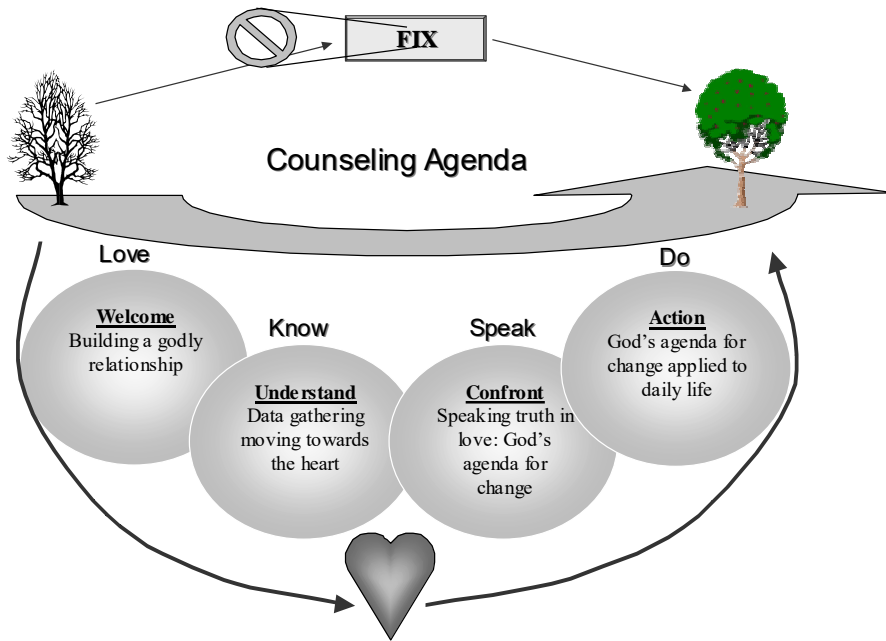 FIX
Counseling Agenda
Love
Welcome
Building a godly
relationship
Know
Understand
Data gathering
moving towards
the heart
Speak
Confront
Speaking truth in
love: God’s
agenda for
change
Do
Action
God’s agenda for
change applied to
daily life